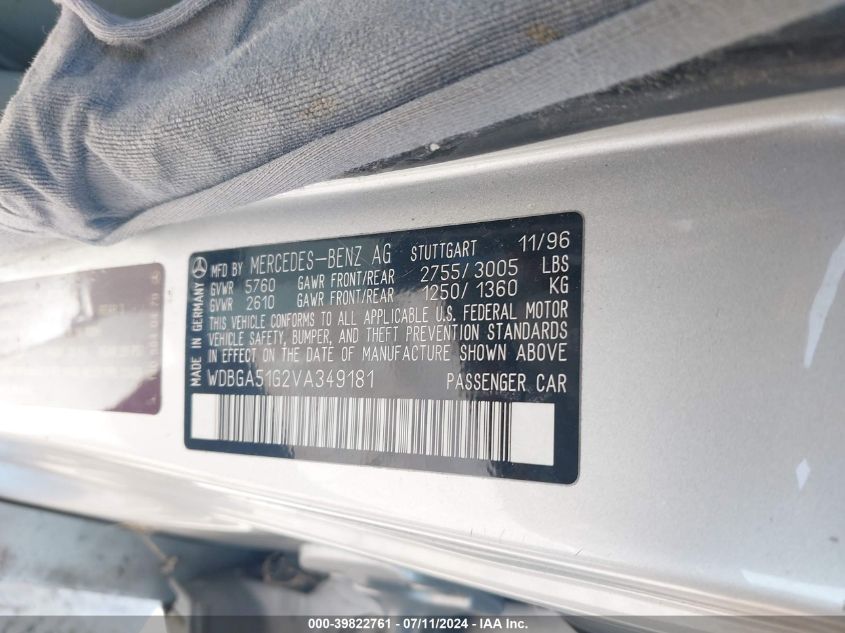 MADE IN GERMANY
MFD BY MERCEDES-BENZ AG STUTTGART 11/96
GVWR 5760 GAWR FRONT/REAR 2755/3005 LBS
GVWR 2610 GAWR FRONT/REAR 1250/1360 KG
THIS VEHICLE CONFORMS TO ALL APPLICABLE U.S. FEDERAL MOTOR
VEHICLE SAFETY, BUMPER, AND THEFT PREVENTION STANDARDS
IN EFFECT ON THE DATE OF MANUFACTURE SHOWN ABOVE
WDBGA51G2VA349181 PASSENGER CAR
000-39822761 - 07/11/2024 - IAA Inc.